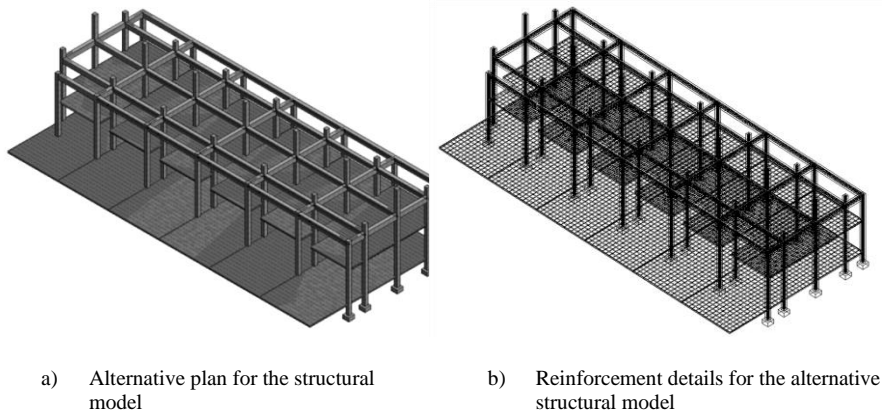 a) Alternative plan for the structural
model
b) Reinforcement details for the alternative
structural model